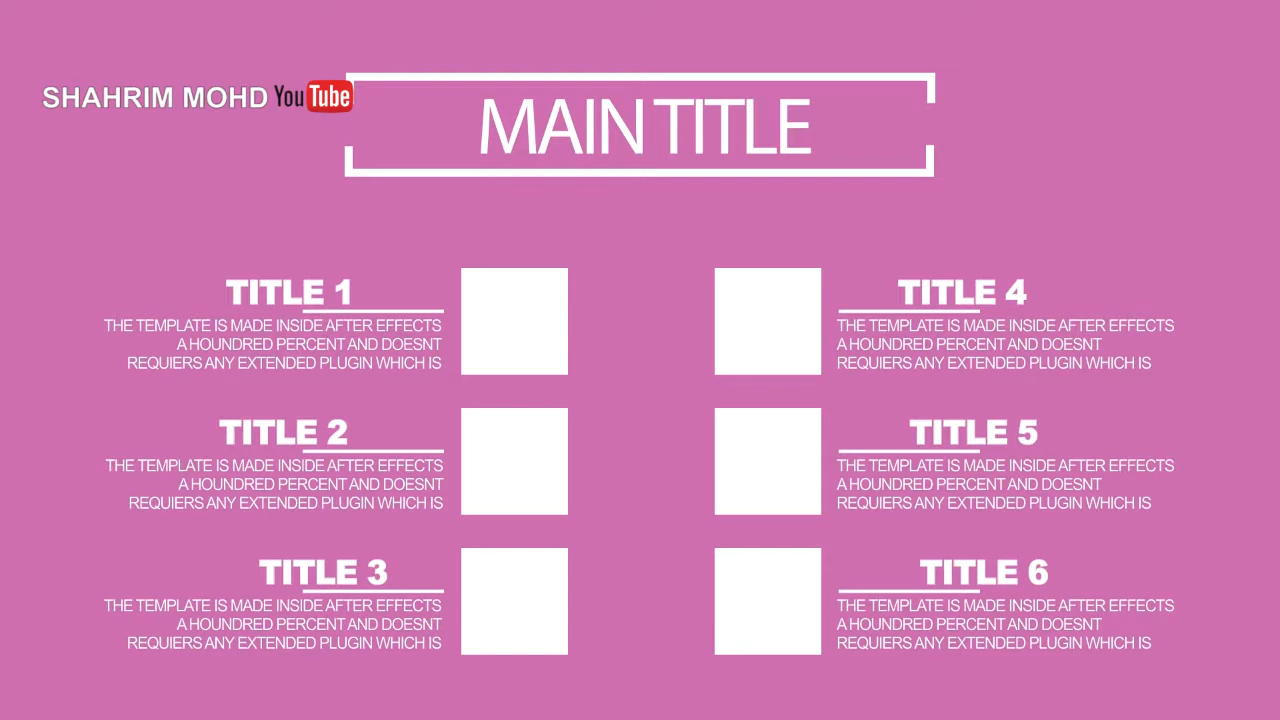 SHAHRIM MOHD YouTube
MAIN TITLE
TITLE 1
THE TEMPLATE IS MADE INSIDE AFTER EFFECTS
A HOUNDRED PERCENT AND DOESNT
REQUIERS ANY EXTENDED PLUGIN WHICH IS
TITLE 2
THE TEMPLATE IS MADE INSIDE AFTER EFFECTS
A HOUNDRED PERCENT AND DOESNT
REQUIERS ANY EXTENDED PLUGIN WHICH IS
TITLE 3
THE TEMPLATE IS MADE INSIDE AFTER EFFECTS
A HOUNDRED PERCENT AND DOESNT
REQUIERS ANY EXTENDED PLUGIN WHICH IS
TITLE 4
THE TEMPLATE IS MADE INSIDE AFTER EFFECTS
A HOUNDRED PERCENT AND DOESNT
REQUIERS ANY EXTENDED PLUGIN WHICH IS
TITLE 5
THE TEMPLATE IS MADE INSIDE AFTER EFFECTS
A HOUNDRED PERCENT AND DOESNT
REQUIERS ANY EXTENDED PLUGIN WHICH IS
TITLE 6
THE TEMPLATE IS MADE INSIDE AFTER EFFECTS
A HOUNDRED PERCENT AND DOESNT
REQUIERS ANY EXTENDED PLUGIN WHICH IS